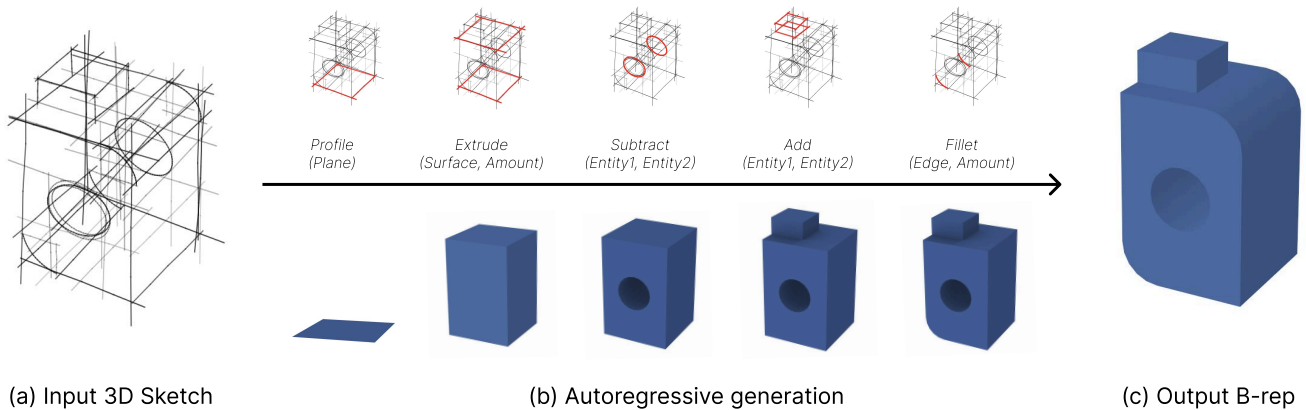 Profile
(Plane)
Extrude
(Surface, Amount)
Subtract
(Entity1, Entity2)
Add
(Entity1, Entity2)
Fillet
(Edge, Amount)
(a) Input 3D Sketch
(b) Autoregressive generation
(c) Output B-rep